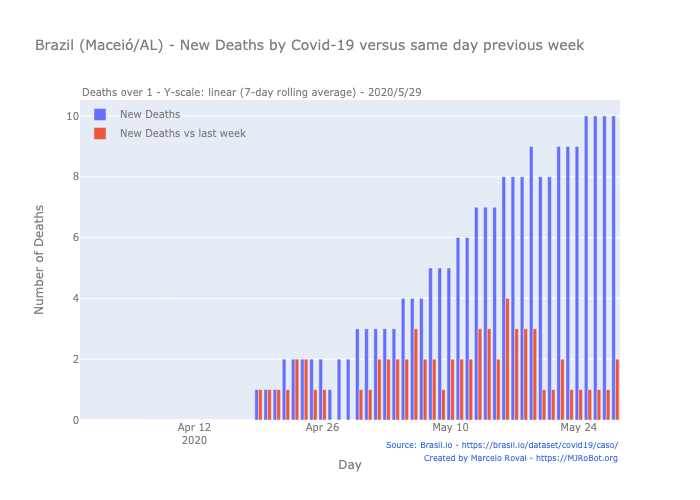 Brazil (Maceió/AL) - New Deaths by Covid-19 versus same day previous week
Deaths over 1 - Y-scale: linear (7-day rolling average) - 2020/5/29
New Deaths
New Deaths vs last week
10
8
6
4
2
0
Number of Deaths
Apr 12
2020
Apr 26
May 10
May 24
Day
Source: Brasil.io - https://brasil.io/dataset/covid19/caso/
Created by Marcelo Rovai - https://MJRoBot.org